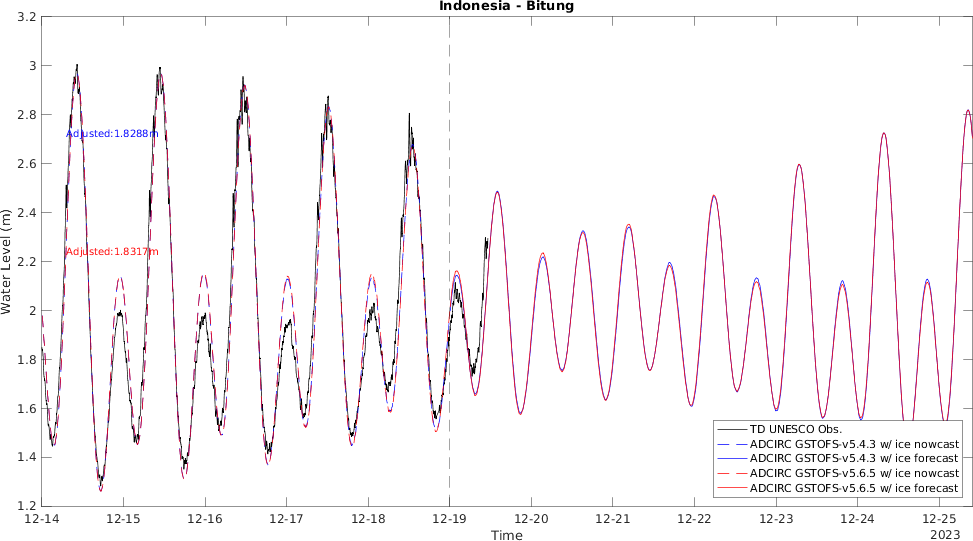 Indonesia - Bitung
3.2
3
2.8
2.6
2.4
2.2
2
1.8
1.6
1.4
1.2
Water Level (m)
Adjusted:1.8288m
Adjusted:1.8317m
TD UNESCO Obs.
ADCIRC GSTOFS-v5.4.3 w/ ice nowcast
ADCIRC GSTOFS-v5.4.3 w/ ice forecast
ADCIRC GSTOFS-v5.6.5 w/ ice nowcast
ADCIRC GSTOFS-v5.6.5 w/ ice forecast
12-14 12-15 12-16 12-17 12-18 12-19 12-20 12-21 12-22 12-23 12-24 12-25
Time
2023